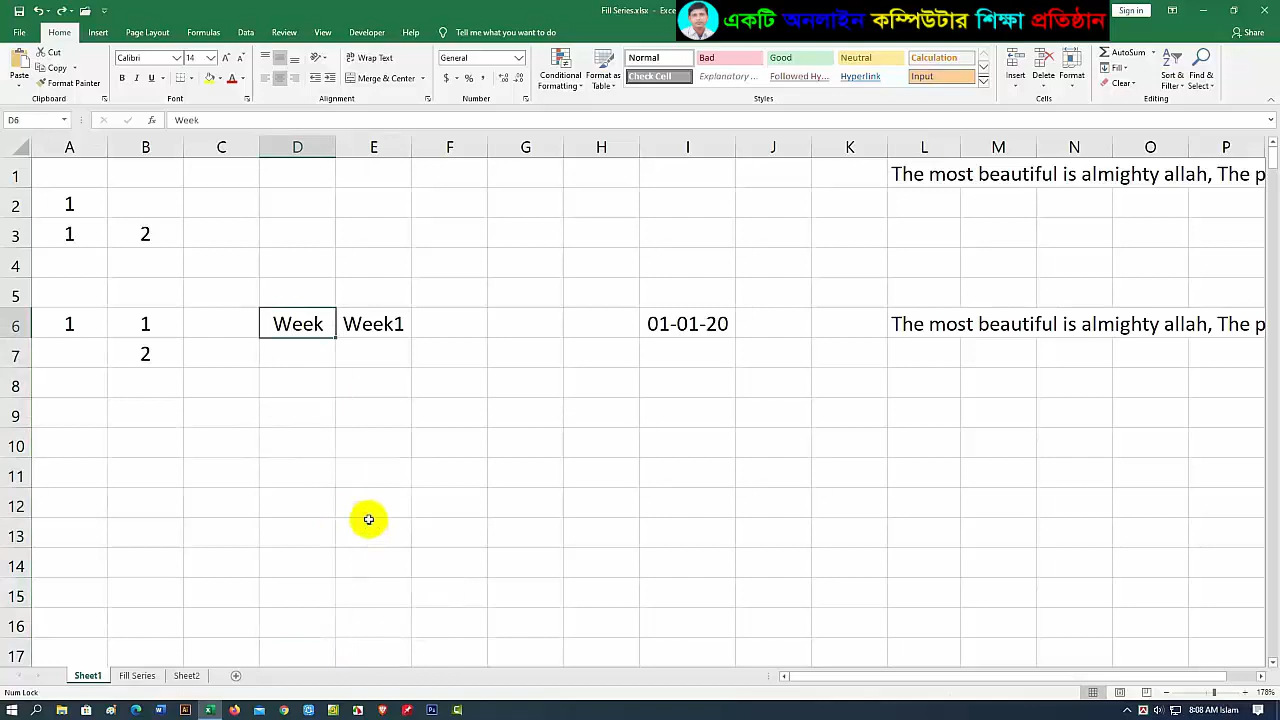 Fill Series.xlsx - Exce
একটি অনলাইন কম্পিউটার শিক্ষা প্রতিষ্ঠান
Sign in
Home
Insert
Draw
Page Layout
Formulas
Data
Review
View
Developer
Help
Tell me what you want to do
Share
Paste
Cut
Copy
Format Painter
Clipboard
Calibri
14
B I U
Font
Wrap Text
Merge & Center
Alignment
General
Number
Conditional Formatting
Format as Table
Normal
Bad
Good
Neutral
Calculation
Check Cell
Explanatory ...
Followed Hy...
Hyperlink
Input
Styles
Insert
Delete
Format
Cells
AutoSum
Fill
Clear
Sort & Filter
Find & Select
Editing
D6
fx
Week
A B C D E F G H I J K L M N O P
1 The most beautiful is almighty allah, The p
2 1
3 1 2
4
5
6 1 1 Week Week1 01-01-20 The most beautiful is almighty allah, The p
7 2
8
9
10
11
12
13
14
15
16
17
Sheet1
Fill Series
Sheet2
Num Lock
178%
8:08 AM Islam